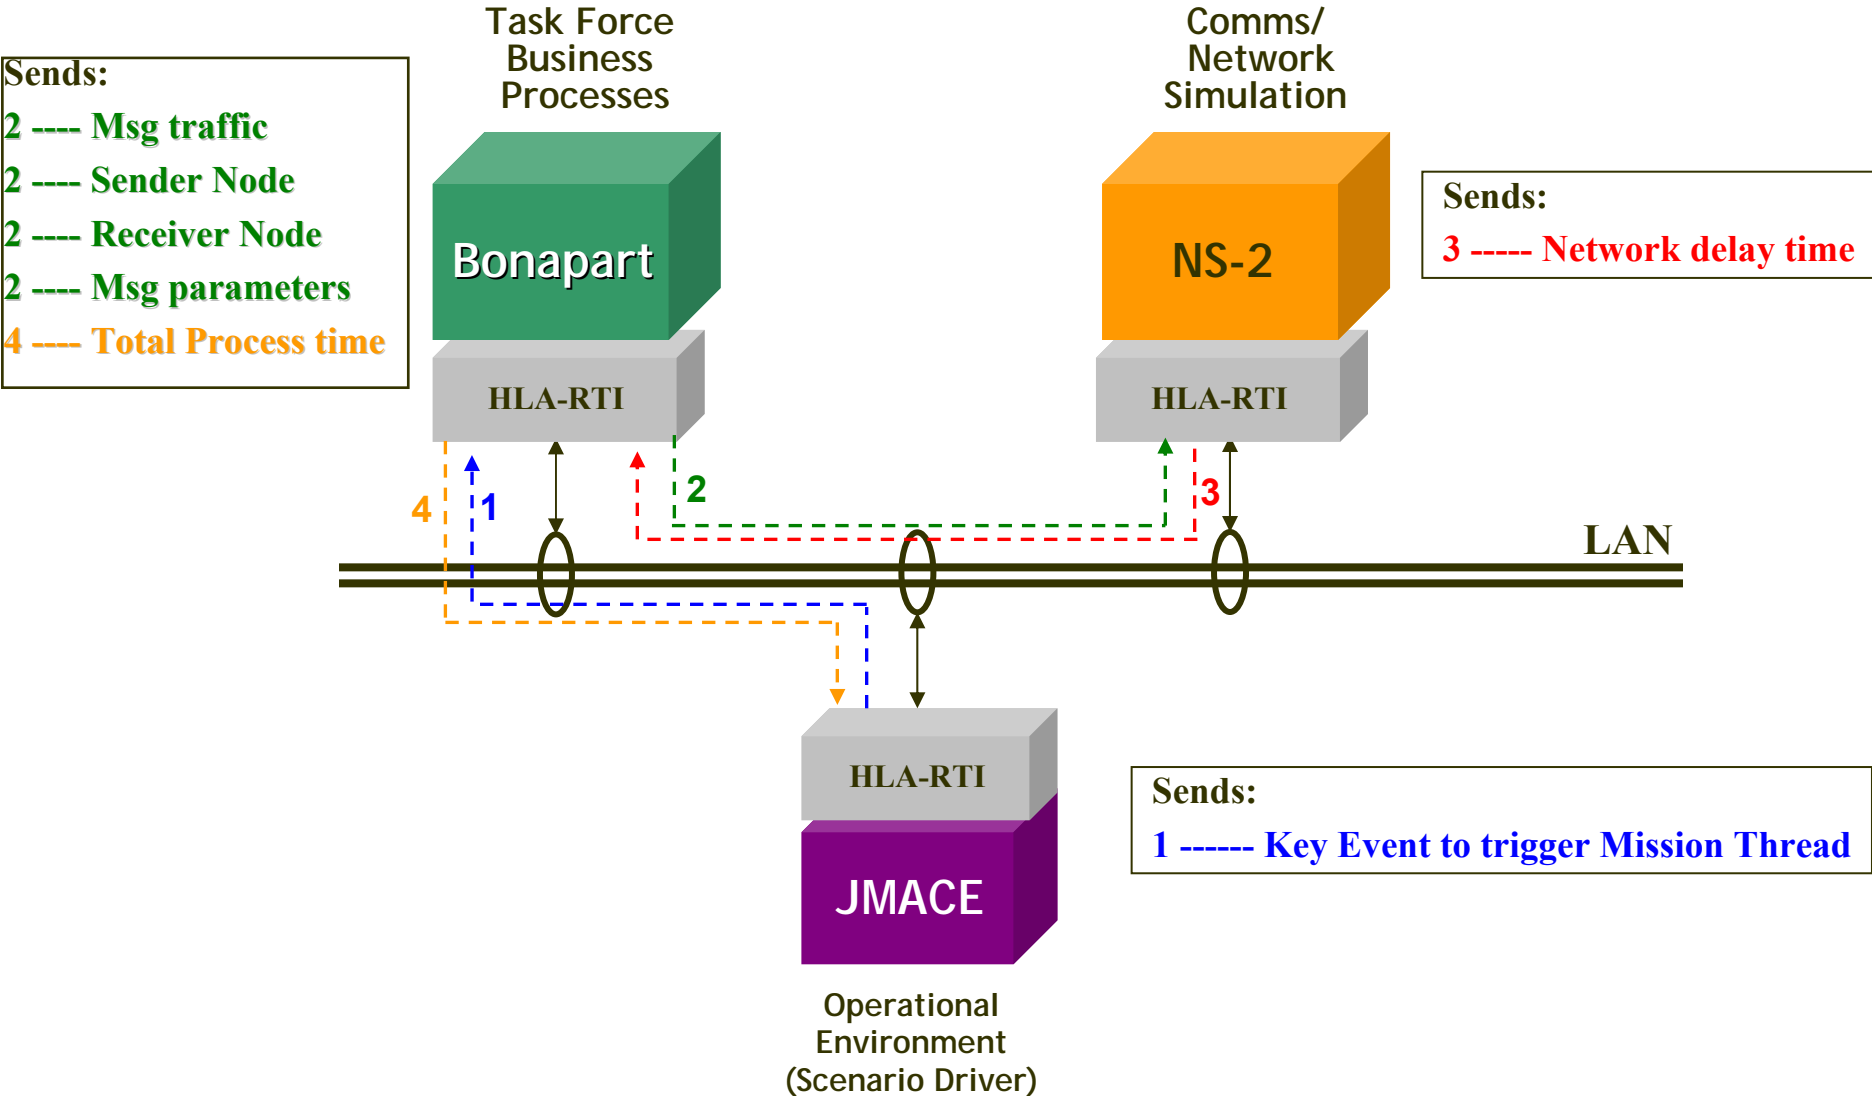 Task Force
Business
Processes
Comms/
Network
Simulation
Sends:
2 ---- Msg traffic
2 ---- Sender Node
2 ---- Receiver Node
2 ---- Msg parameters
4 ---- Total Process time
Bonapart
NS-2
Sends:
3 ----- Network delay time
HLA-RTI
HLA-RTI
4
1
2
3
LAN
HLA-RTI
JMACE
Sends:
1 ------ Key Event to trigger Mission Thread
Operational
Environment
(Scenario Driver)